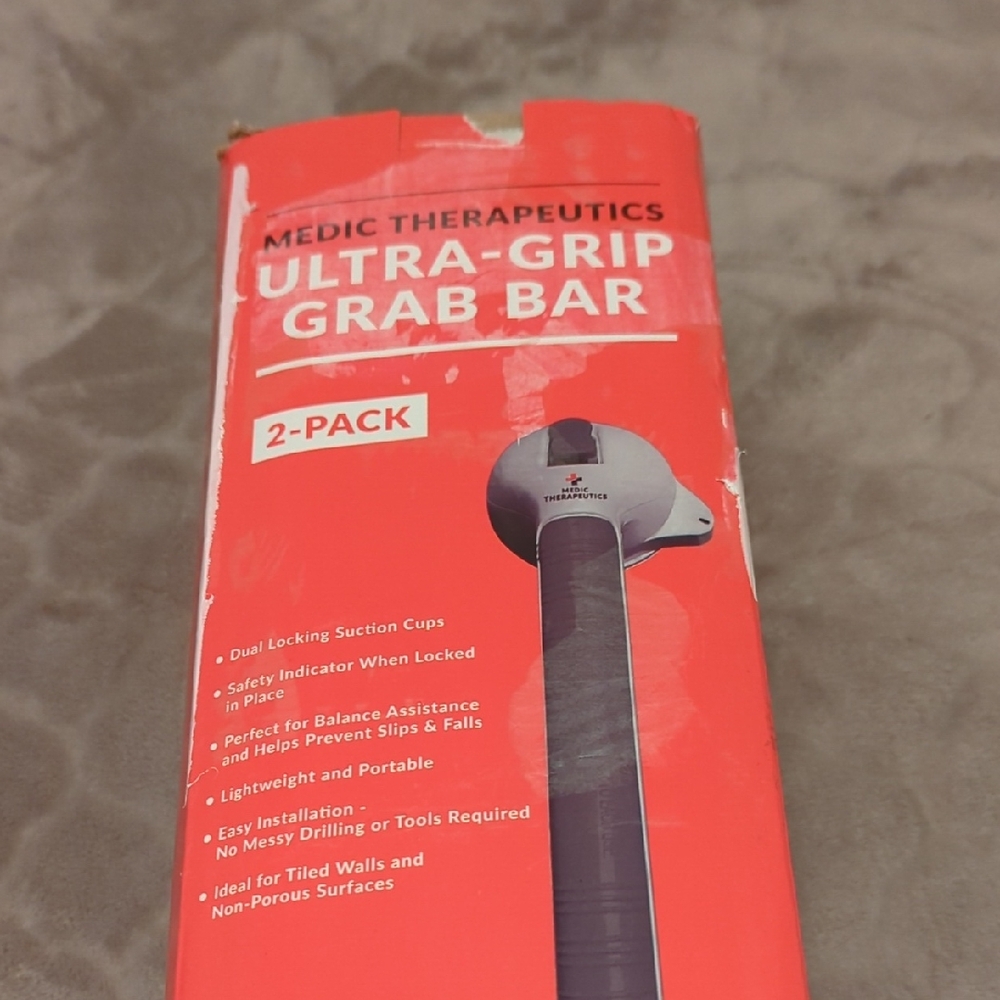 MEDIC THERAPEUTICS
ULTRA-GRIP
GRAB BAR
2-PACK
MEDIC
THERAPEUTICS
• Dual Locking Suction Cups
• Safety Indicator When Locked
in Place
• Perfect for Balance Assistance
and Helps Prevent Slips & Falls
• Lightweight and Portable
• Easy Installation -
No Messy Drilling or Tools Required
• Ideal for Tiled Walls and
Non-Porous Surfaces